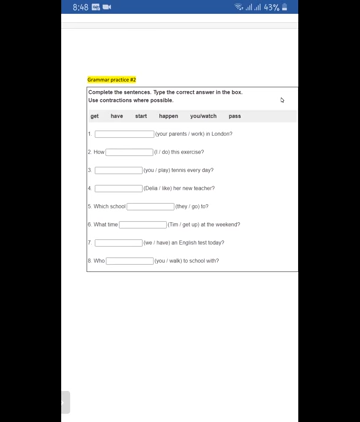 8:48 43%
Grammar practice #2
Complete the sentences. Type the correct answer in the box.
Use contractions where possible.
get have start happen you/watch pass
1. (your parents / work) in London?
2. How (I / do) this exercise?
3. (you / play) tennis every day?
4. (Delia / like) her new teacher?
5. Which school (they / go) to?
6. What time (Tim / get up) at the weekend?
7. (we / have) an English test today?
8. Who (you / walk) to school with?